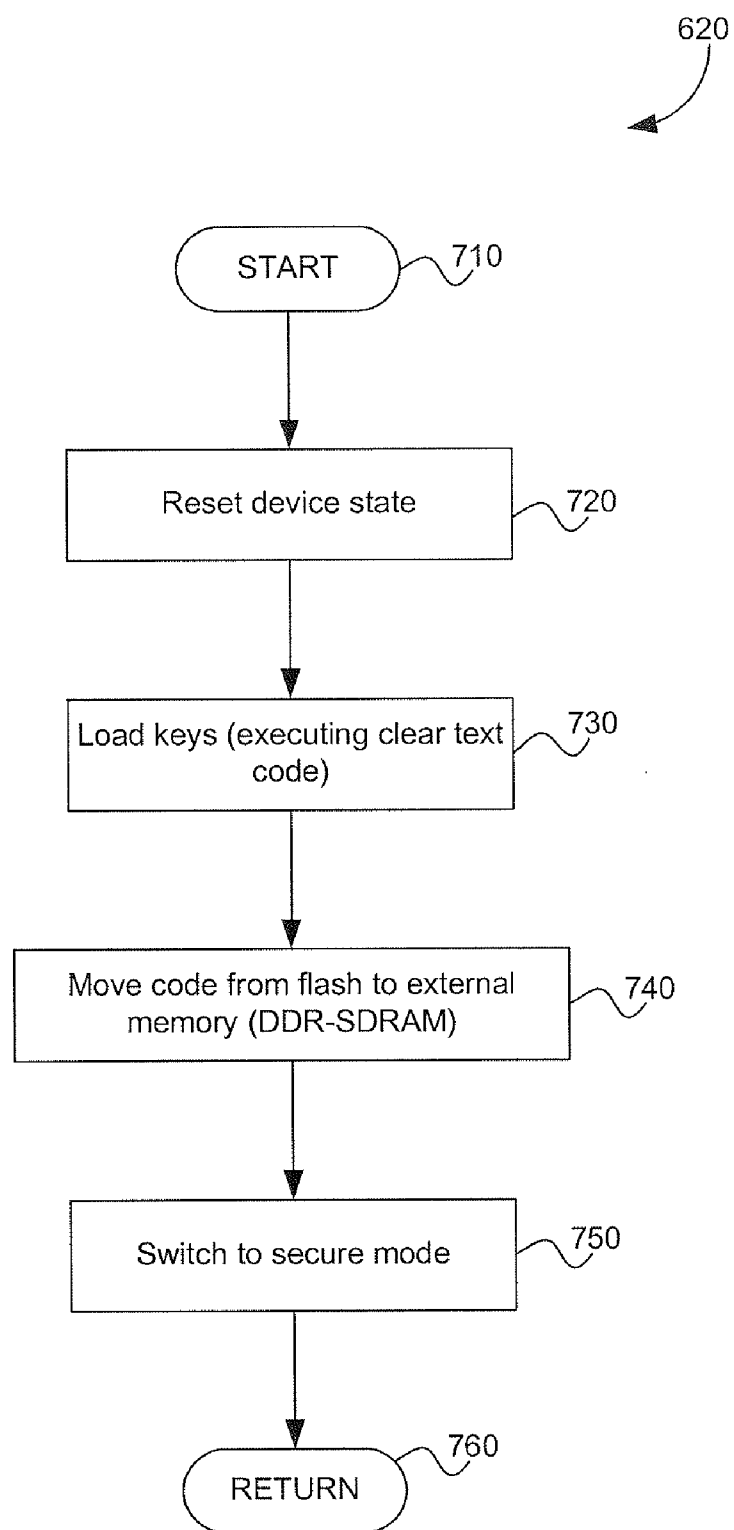 620
START
710
Reset device state
720
Load keys (executing clear text
code)
730
Move code from flash to external
memory (DDR-SDRAM)
740
Switch to secure mode
750
RETURN
760